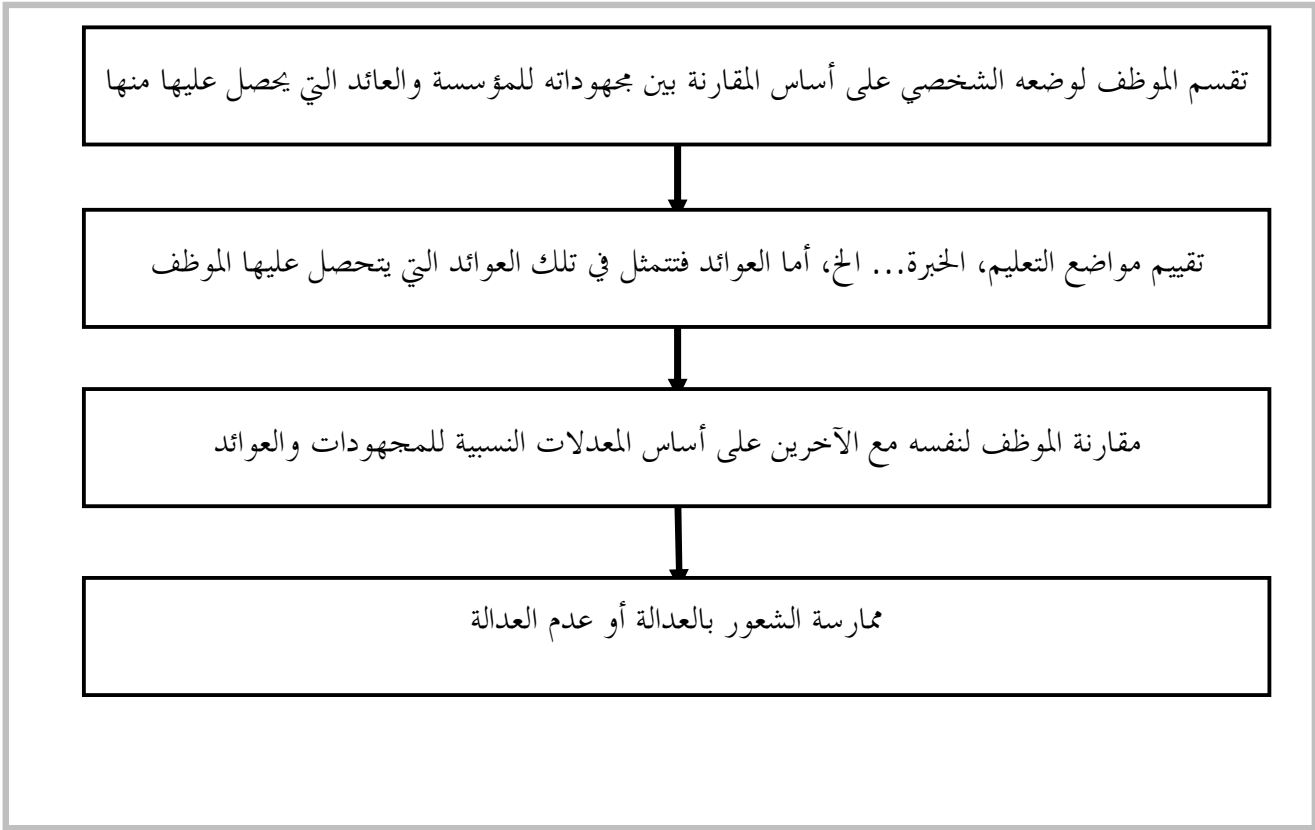 تقسم الموظف لوضعه الشخصي على أساس المقارنة بين مجهوداته للمؤسسة والعائد التي يحصل عليها منها
تقييم مواضع التعليم، الخبرة... الخ، أما العوائد فتتمثل في تلك العوائد التي يتحصل عليها الموظف
مقارنة الموظف لنفسه مع الآخرين على أساس المعدلات النسبية للمجهودات والعوائد
ممارسة الشعور بالعدالة أو عدم العدالة